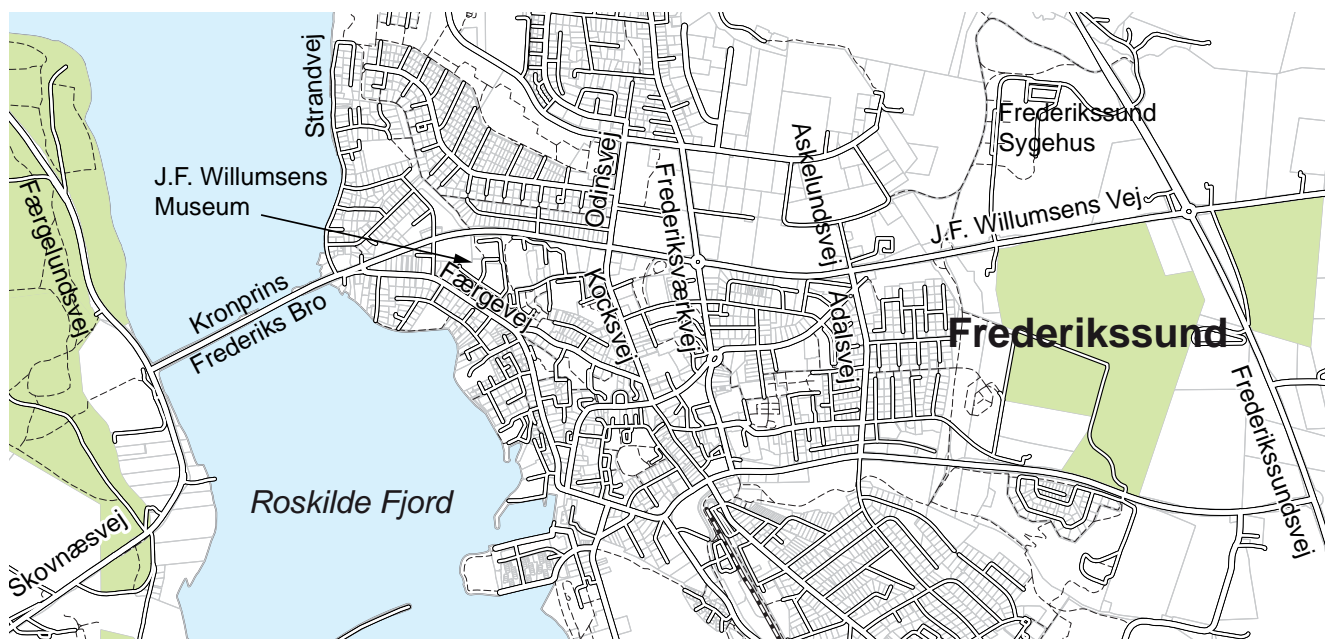 Strandvej
J.F. Willumsens
Museum
Odinsvej
Frederiksværkvej
Askelundsvej
Frederikssund
Sygehus
J.F. Willumsens Vej
Færgelundsvej
Kronprins
Frederiks Bro
Færgevej
Kocksvej
Ådalsvej
Frederikssund
Frederikssundsvej
Roskilde Fjord
Skovnæsvej